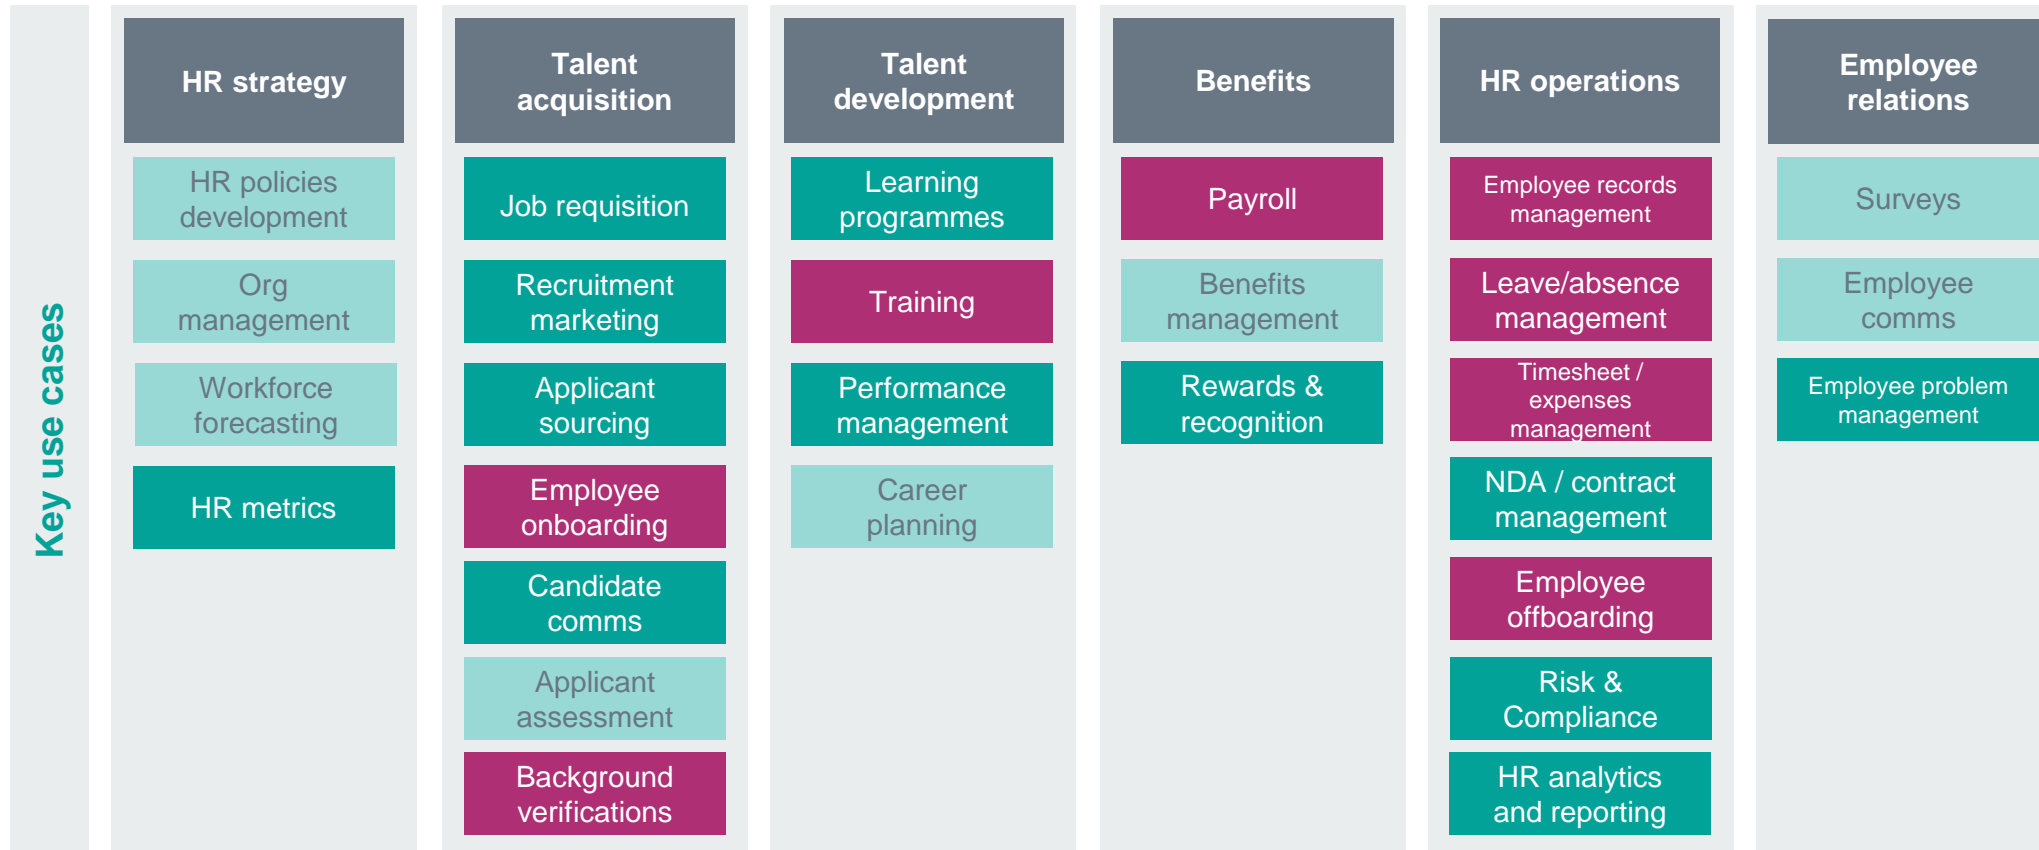 Key use cases
HR strategy
HR policies
development
Org
management
Workforce
forecasting
HR metrics
Talent
acquisition
Job requisition
Recruitment
marketing
Applicant
sourcing
Employee
onboarding
Candidate
comms
Applicant
assessment
Background
verifications
Talent
development
Learning
programmes
Training
Performance
management
Career
planning
Benefits
Payroll
Benefits
management
Rewards &
recognition
HR operations
Employee records
management
Leave/absence
management
Timesheet /
expenses
management
NDA / contract
management
Employee
offboarding
Risk &
Compliance
HR analytics
and reporting
Employee
relations
Surveys
Employee
comms
Employee problem
management